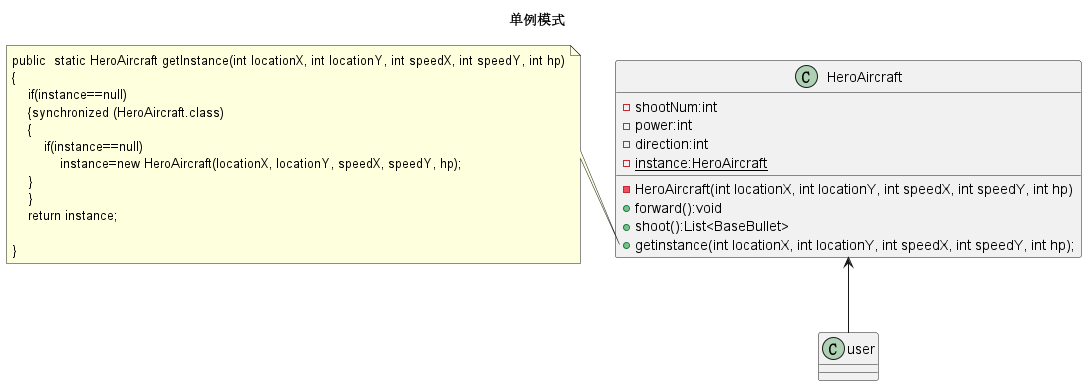 单例模式
public  static HeroAircraft getInstance(int locationX, int locationY, int speedX, int speedY, int hp)
{
if(instance==null)
{synchronized (HeroAircraft.class)
{
if(instance==null)
instance=new HeroAircraft(locationX, locationY, speedX, speedY, hp);
}
}
return instance;
}
C HeroAircraft
shootNum:int
power:int
direction:int
instance:HeroAircraft
HeroAircraft(int locationX, int locationY, int speedX, int speedY, int hp)
forward():void
shoot():List<BaseBullet>
getinstance(int locationX, int locationY, int speedX, int speedY, int hp);
C user